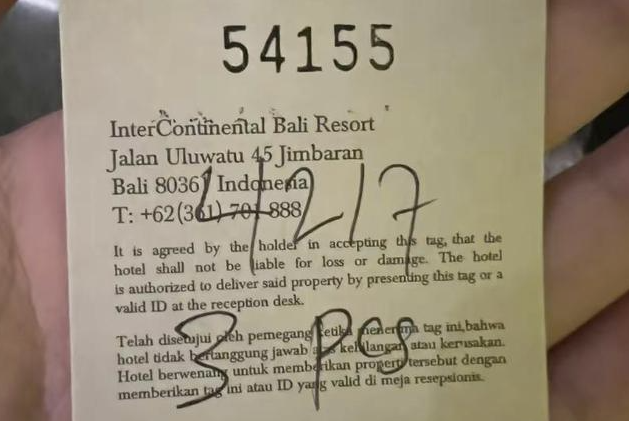 54155
InterContinental Bali Resort
Jalan Uluwatu 45 Jimbaran
Bali 80361 Indonesia
T: +62 (361) 701 888
4217
It is agreed by the holder in accepting this tag, that the
hotel shall not be liable for loss or damage. The hotel
is authorized to deliver said property by presenting this tag or a
valid ID at the reception desk.
Telah disetujui oleh pemegang ketika menerima tag ini,bahwa
hotel tidak bertanggung jawab atas kehilangan atau kerusakan.
Hotel berwenang untuk memberikan properti tersebut dengan
memberikan tag ini atau ID yang valid di meja resepsionis.
3 pcs